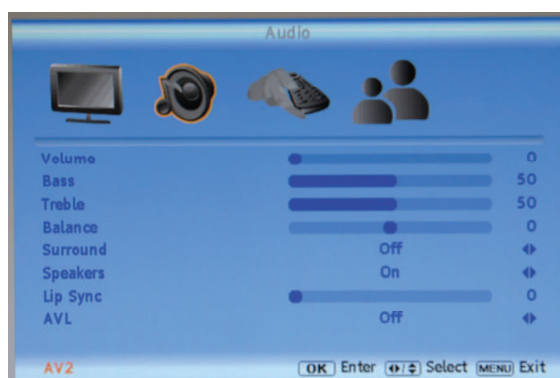 Audio
Volume 0
Bass 50
Treble 50
Balance 0
Surround Off
Speakers On
Lip Sync 0
AVL Off
AV2 OK Enter Select MENU Exit